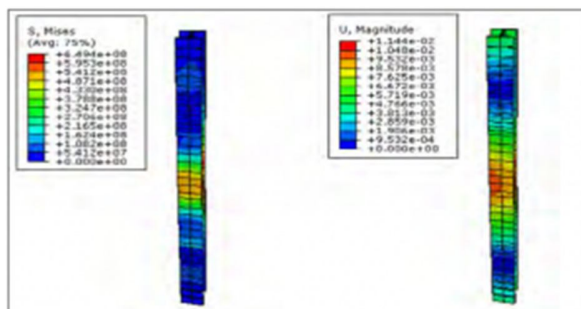 S, Mises
(Avg: 75%)
+6.494e+08
+5.953e+08
+5.412e+08
+4.871e+08
+4.330e+08
+3.788e+08
+3.247e+08
+2.706e+08
+2.165e+08
+1.624e+08
+1.082e+08
+5.412e+07
+0.000e+00
U, Magnitude
+1.144e-02
+1.048e-02
+9.532e-03
+8.578e-03
+7.625e-03
+6.672e-03
+5.719e-03
+4.766e-03
+3.813e-03
+2.859e-03
+1.906e-03
+9.532e-04
+0.000e+00